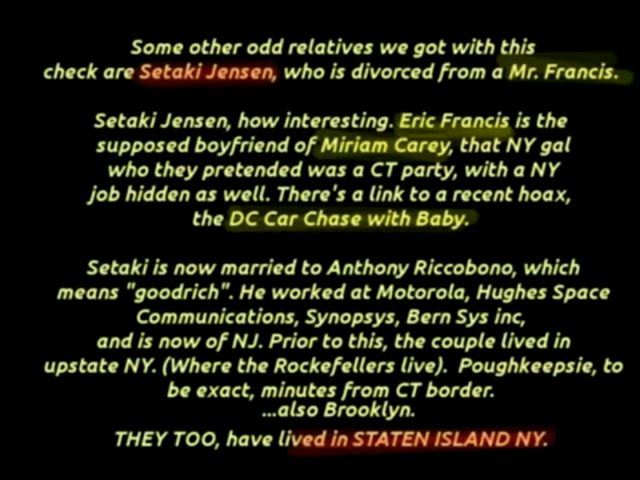 Some other odd relatives we got with this
check are Setaki Jensen, who is divorced from a Mr. Francis.
Setaki Jensen, how interesting. Eric Francis is the
supposed boyfriend of Miriam Carey, that NY gal
who they pretended was a CT party, with a NY
job hidden as well. There's a link to a recent hoax,
the DC Car Chase with Baby.
Setaki is now married to Anthony Riccobono, which
means "goodrich". He worked at Motorola, Hughes Space
Communications, Synopsys, Bern Sys inc,
and is now of NJ. Prior to this, the couple lived in
upstate NY. (Where the Rockefellers live). Poughkeepsie, to
be exact, minutes from CT border.
...also Brooklyn.
THEY TOO, have lived in STATEN ISLAND NY.